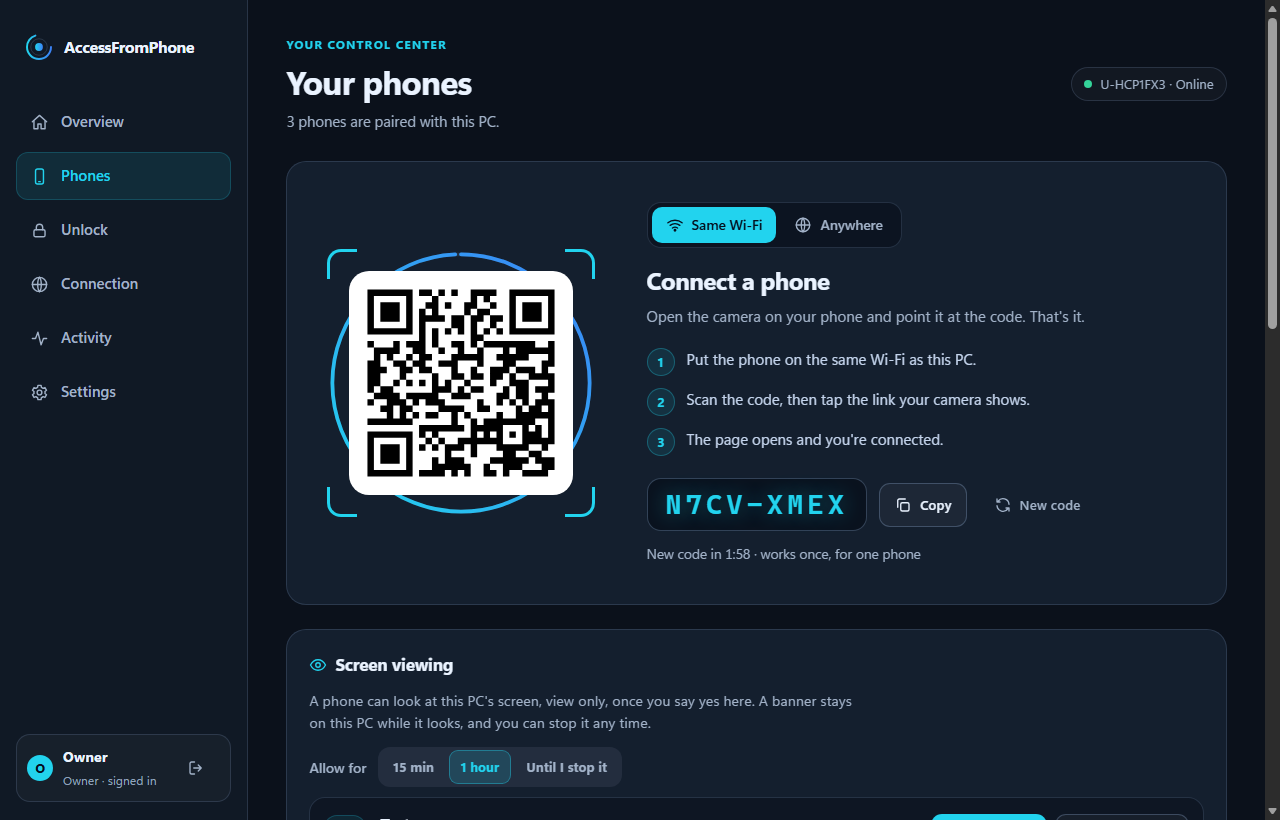 AccessFromPhone
Overview
Phones
Unlock
Connection
Activity
Settings
Owner
Owner · signed in
YOUR CONTROL CENTER
Your phones
3 phones are paired with this PC.
U-HCP1FX3 · Online
Same Wi-Fi
Anywhere
Connect a phone
Open the camera on your phone and point it at the code. That's it.
1 Put the phone on the same Wi-Fi as this PC.
2 Scan the code, then tap the link your camera shows.
3 The page opens and you're connected.
N7CV-XMEX
Copy
New code
New code in 1:58 · works once, for one phone
Screen viewing
A phone can look at this PC's screen, view only, once you say yes here. A banner stays
on this PC while it looks, and you can stop it any time.
Allow for
15 min
1 hour
Until I stop it